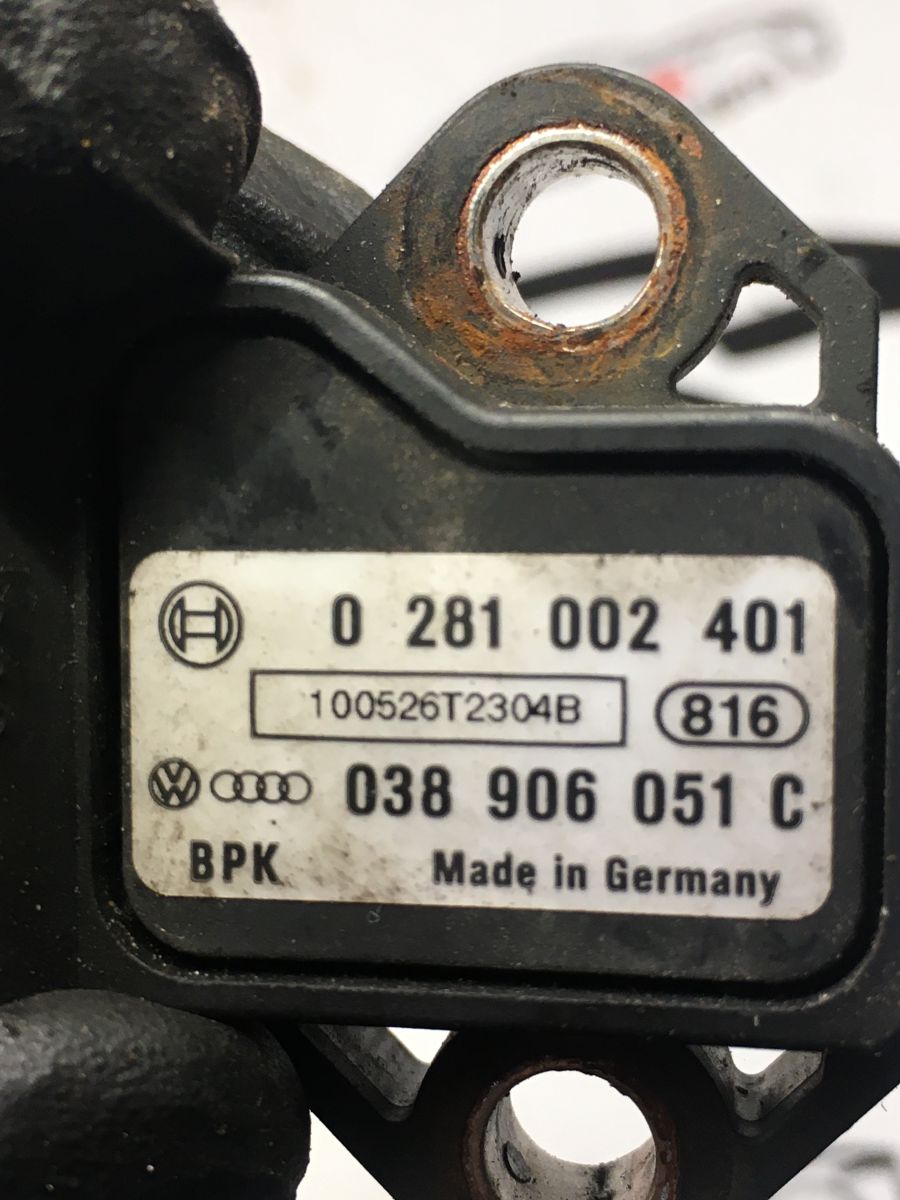 0 281 002 401
100526T2304B 816
038 906 051 C
BPK Made in Germany